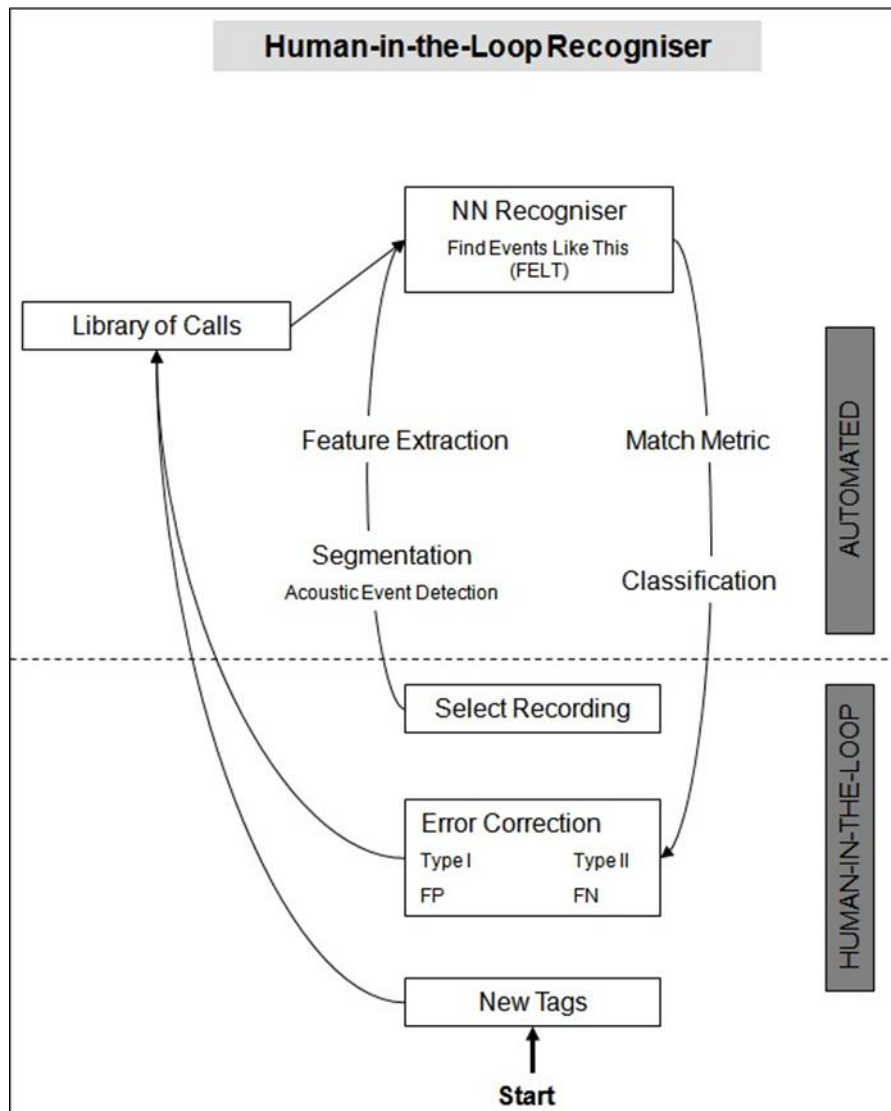 Human-in-the-Loop Recogniser
NN Recogniser
Find Events Like This
(FELT)
Library of Calls
Feature Extraction
Match Metric
Segmentation
Acoustic Event Detection
Classification
AUTOMATED
Select Recording
Error Correction
Type I Type II
FP FN
HUMAN-IN-THE-LOOP
New Tags
Start